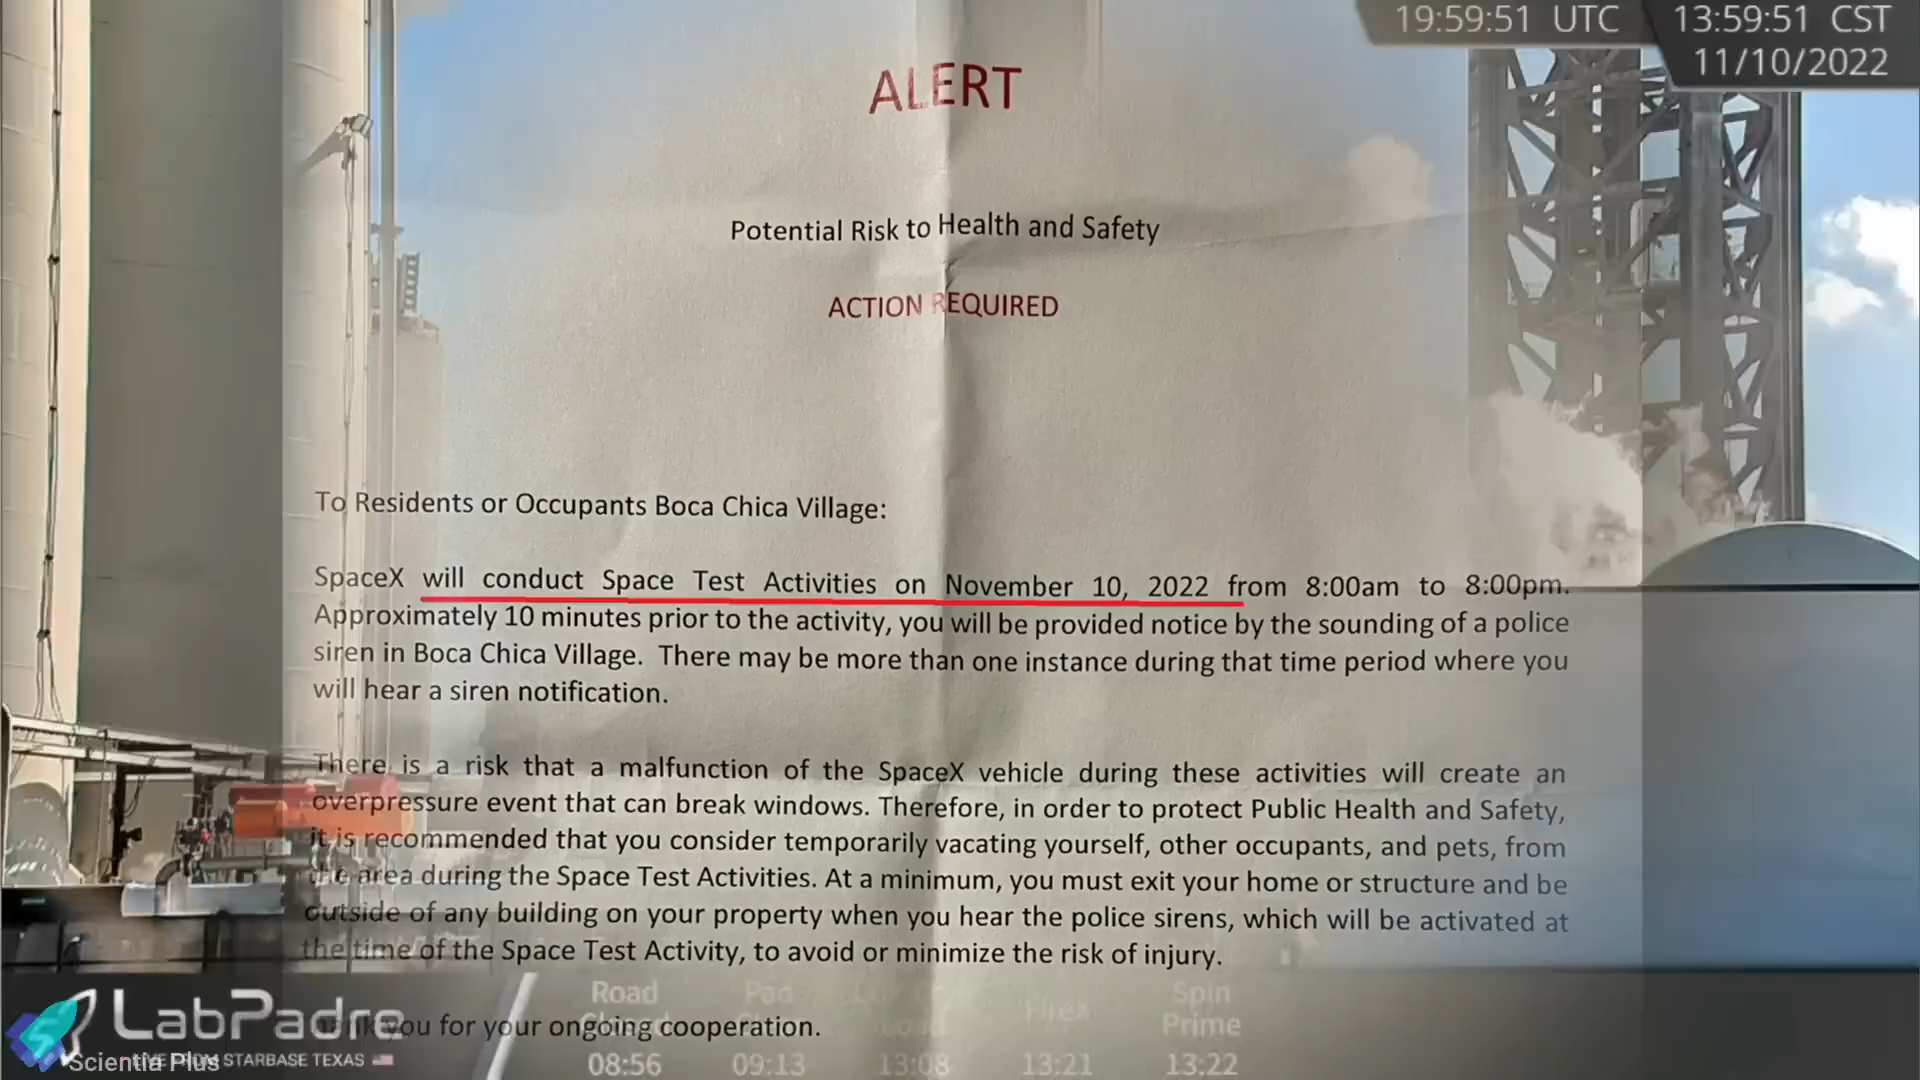 19:59:51 UTC
13:59:51 CST
11/10/2022
ALERT
Potential Risk to Health and Safety
ACTION REQUIRED
To Residents or Occupants Boca Chica Village:
SpaceX will conduct Space Test Activities on November 10, 2022 from 8:00am to 8:00pm.
Approximately 10 minutes prior to the activity, you will be provided notice by the sounding of a police
siren in Boca Chica Village. There may be more than one instance during that time period where you
will hear a siren notification.
There is a risk that a malfunction of the SpaceX vehicle during these activities will create an
overpressure event that can break windows. Therefore, in order to protect Public Health and Safety,
it is recommended that you consider temporarily vacating yourself, other occupants, and pets, from
the area during the Space Test Activities. At a minimum, you must exit your home or structure and be
outside of any building on your property when you hear the police sirens, which will be activated at
the time of the Space Test Activity, to avoid or minimize the risk of injury.
you for your ongoing cooperation.
LabPadre
FROM STARBASE TEXAS
Scientia Plus
Road
08:56
Pad
09:13
13:08
13:21
Spin
Prime
13:22